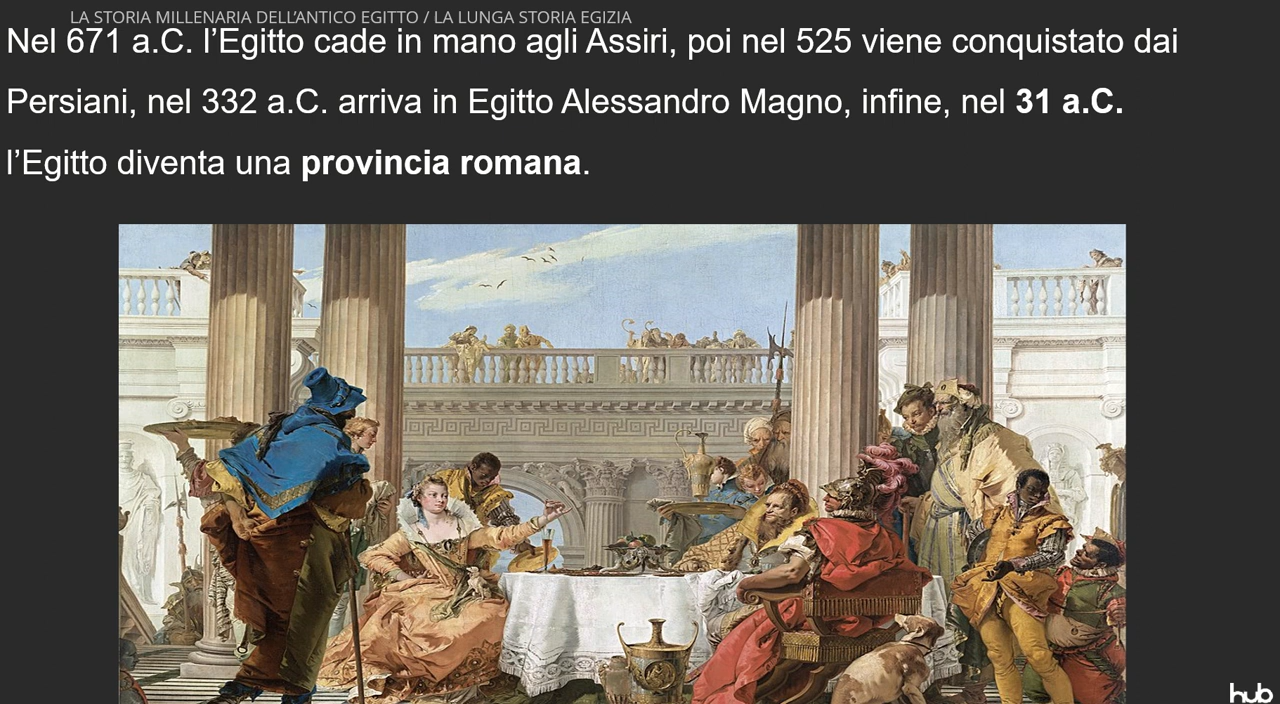 LA STORIA MILLENARIA DELL'ANTICO EGITTO / LA LUNGA STORIA EGIZIA
Nel 671 a.C. l’Egitto cade in mano agli Assiri, poi nel 525 viene conquistato dai
Persiani, nel 332 a.C. arriva in Egitto Alessandro Magno, infine, nel 31 a.C.
l’Egitto diventa una provincia romana.
hub